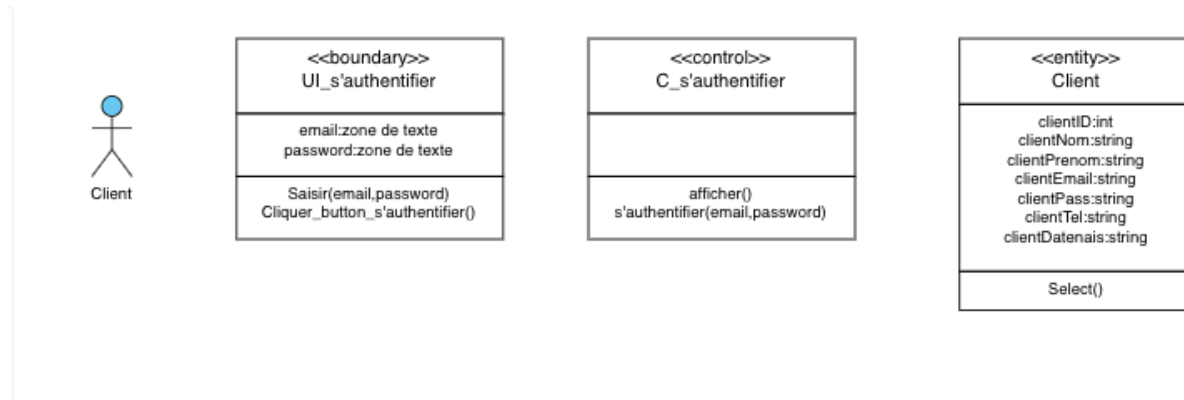 Client
<<boundary>>
UI_s'authentifier
email:zone de texte
password:zone de texte
Saisir(email,password)
Cliquer_button_s'authentifier()
<<control>>
C_s'authentifier
afficher()
s'authentifier(email,password)
<<entity>>
Client
clientID:int
clientNom:string
clientPrenom:string
clientEmail:string
clientPass:string
clientTel:string
clientDatenais:string
Select()